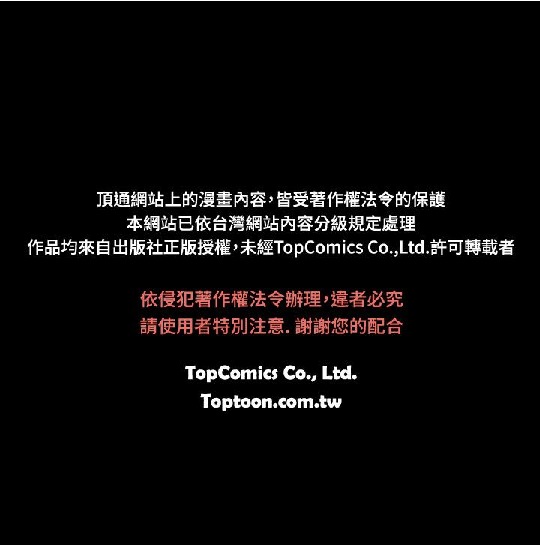 頂通網站上的漫畫內容,皆受著作權法令的保護
本網站已依台灣網站內容分級規定處理
作品均來自出版社正版授權,未經TopComics Co.,Ltd.許可轉載者
依侵犯著作權法令辦理,違者必究
請使用者特別注意. 謝謝您的配合
TopComics Co., Ltd.
Toptoon.com.tw